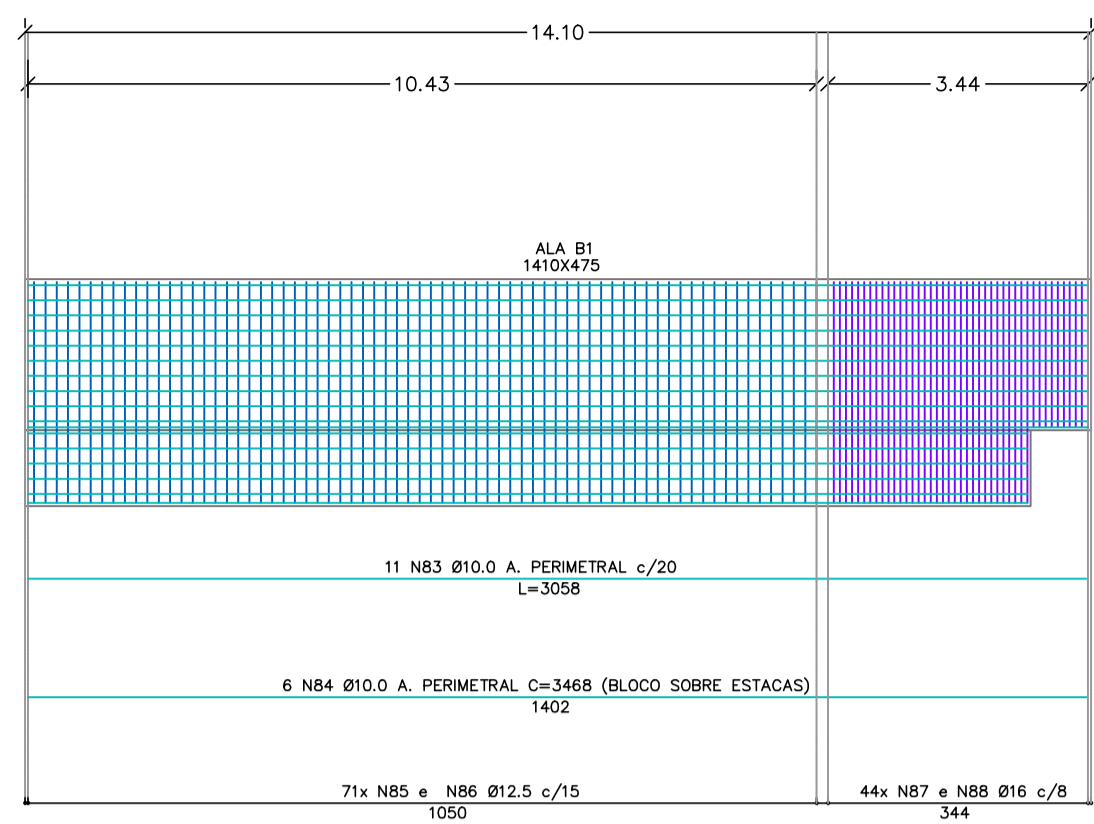 14.10
10.43
3.44
ALA B1
1410X475
11 N83 Ø10.0 A. PERIMETRAL c/20
L=3058
6 N84 Ø10.0 A. PERIMETRAL C=3468 (BLOCO SOBRE ESTACAS)
1402
71x N85 e N86 Ø12.5 c/15
1050
44x N87 e N88 Ø16 c/8
344